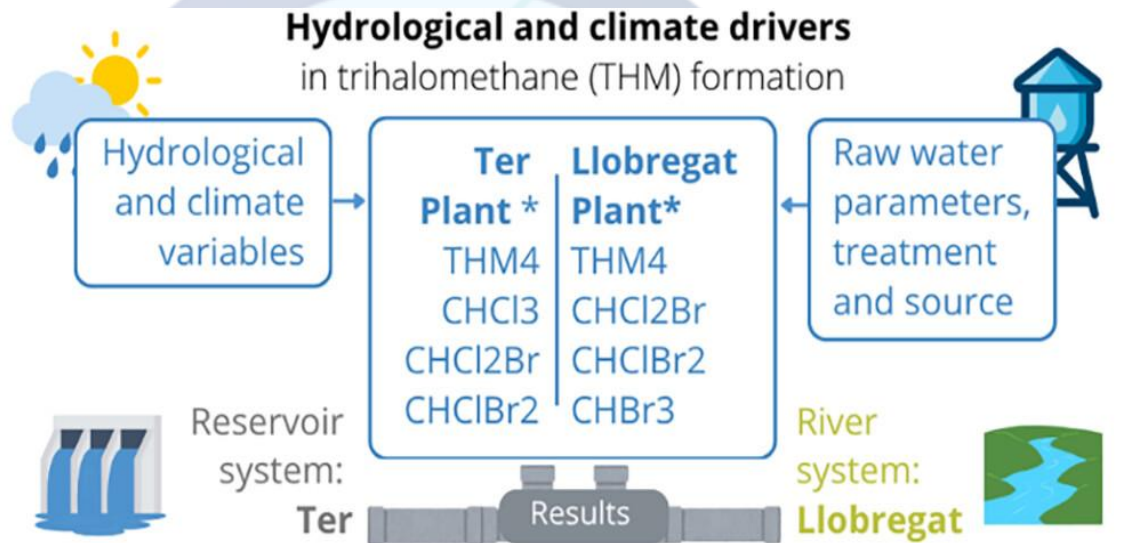 Hydrological and climate drivers
in trihalomethane (THM) formation
Hydrological
and climate
variables
Ter
Plant *
THM4
CHCl3
CHCl2Br
CHClBr2
Llobregat
Plant*
THM4
CHCl2Br
CHClBr2
CHBr3
Raw water
parameters,
treatment
and source
Reservoir
system:
Ter
Results
River
system:
Llobregat